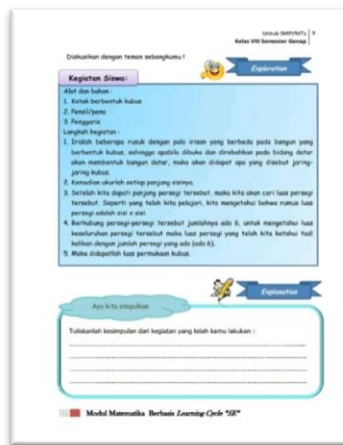 Untuk SMP/MTs 3
Kelas VIII Semester Genap
Diskusikan dengan teman sebangkumu !
Exploration
Kegiatan Siswa:
Alat dan bahan :
1. Kotak berbentuk kubus
2. Pensil/pena
3. Penggaris
Langkah kegiatan :
1. Irislah beberapa rusuk dengan pola irisan yang berbeda pada bangun yang
berbentuk kubus, sehingga apabila dibuka dan direbahkan pada bidang datar
akan membentuk bangun datar, maka akan didapat apa yang disebut jaring-
jaring kubus.
2. Kemudian ukurlah setiap panjang sisinya.
3. Setelah kita dapati panjang persegi tersebut, maka kita akan cari luas persegi
tersebut. Seperti yang telah kita pelajari, kita mengetahui bahwa rumus luas
persegi adalah sisi x sisi.
4. Berhubung persegi-persegi tersebut jumlahnya ada 6, untuk mengetahui luas
keseluruhan persegi tersebut maka luas persegi yang telah kita ketahui tadi
kalikan dengan jumlah persegi yang ada (ada 6).
5. Maka didapatlah luas permukaan kubus.
Explanation
Ayo kita simpulkan
Tuliskanlah kesimpulan dari kegiatan yang telah kamu lakukan :
Modul Matematika Berbasis Learning Cycle "5E"